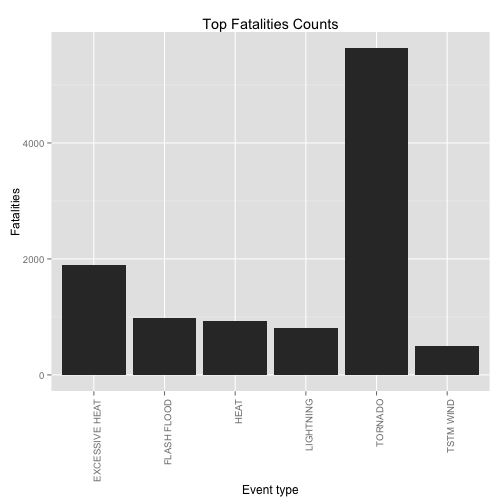 Top Fatalities Counts
Fatalities
4000
2000
0
EXCESSIVE HEAT
FLASH FLOOD
HEAT
LIGHTNING
TORNADO
TSTM WIND
Event type